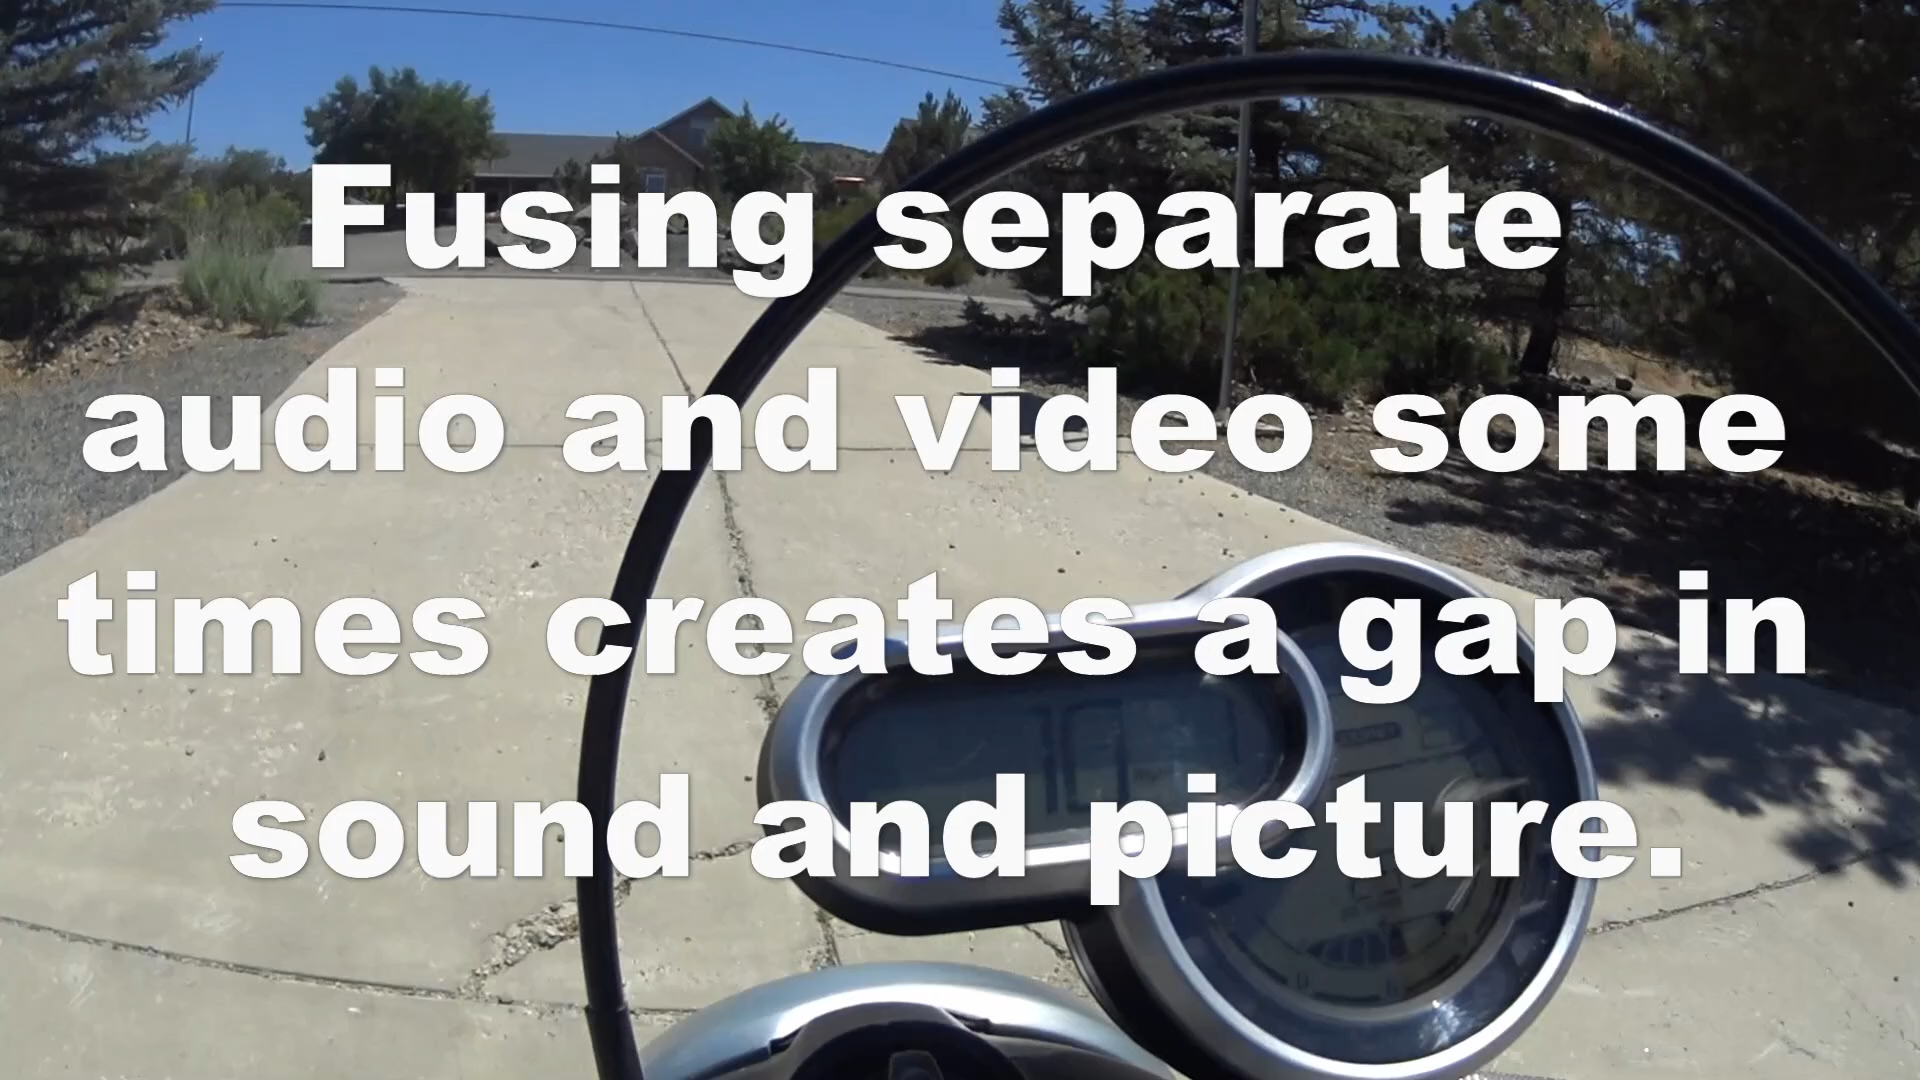 Fusing separate
audio and video some
times creates a gap in
sound and picture.